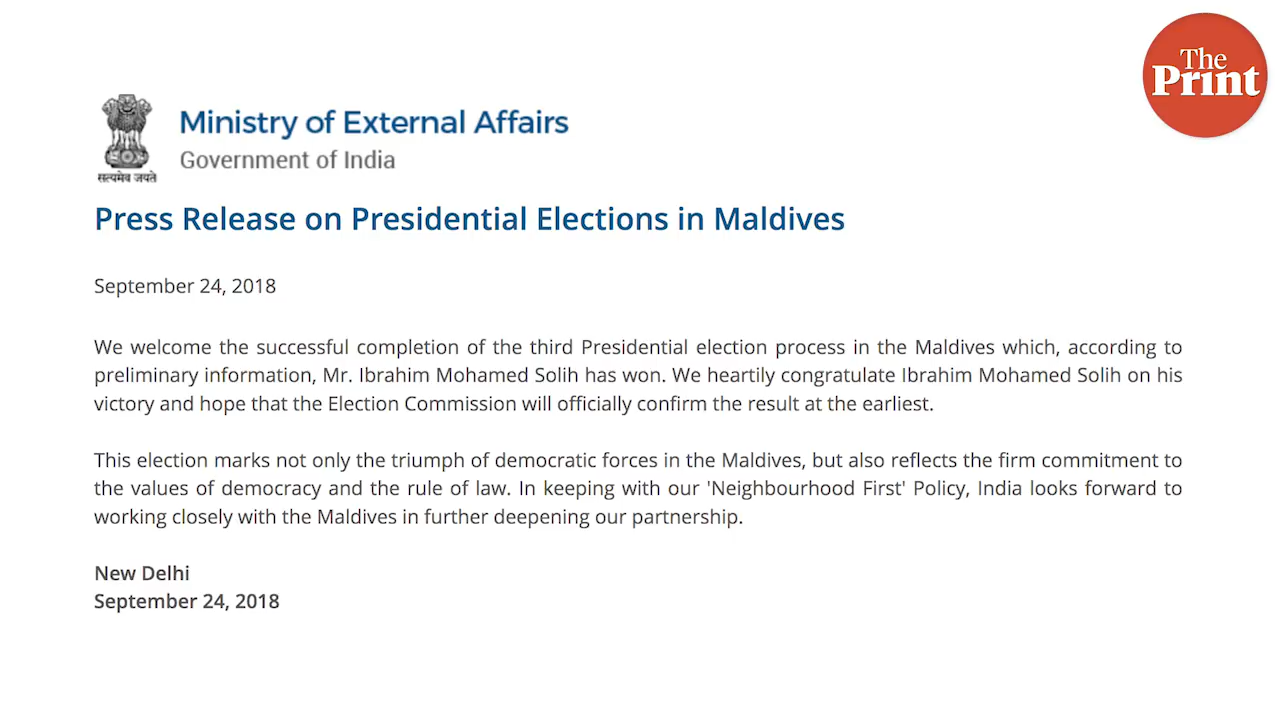 The
Print
Ministry of External Affairs
Government of India
सत्यमेव जयते
Press Release on Presidential Elections in Maldives
September 24, 2018
We welcome the successful completion of the third Presidential election process in the Maldives which, according to
preliminary information, Mr. Ibrahim Mohamed Solih has won. We heartily congratulate Ibrahim Mohamed Solih on his
victory and hope that the Election Commission will officially confirm the result at the earliest.
This election marks not only the triumph of democratic forces in the Maldives, but also reflects the firm commitment to
the values of democracy and the rule of law. In keeping with our 'Neighbourhood First' Policy, India looks forward to
working closely with the Maldives in further deepening our partnership.
New Delhi
September 24, 2018